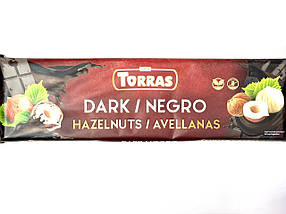 TORRAS
DARK / NEGRO
HAZELNUTS / AVELLANAS